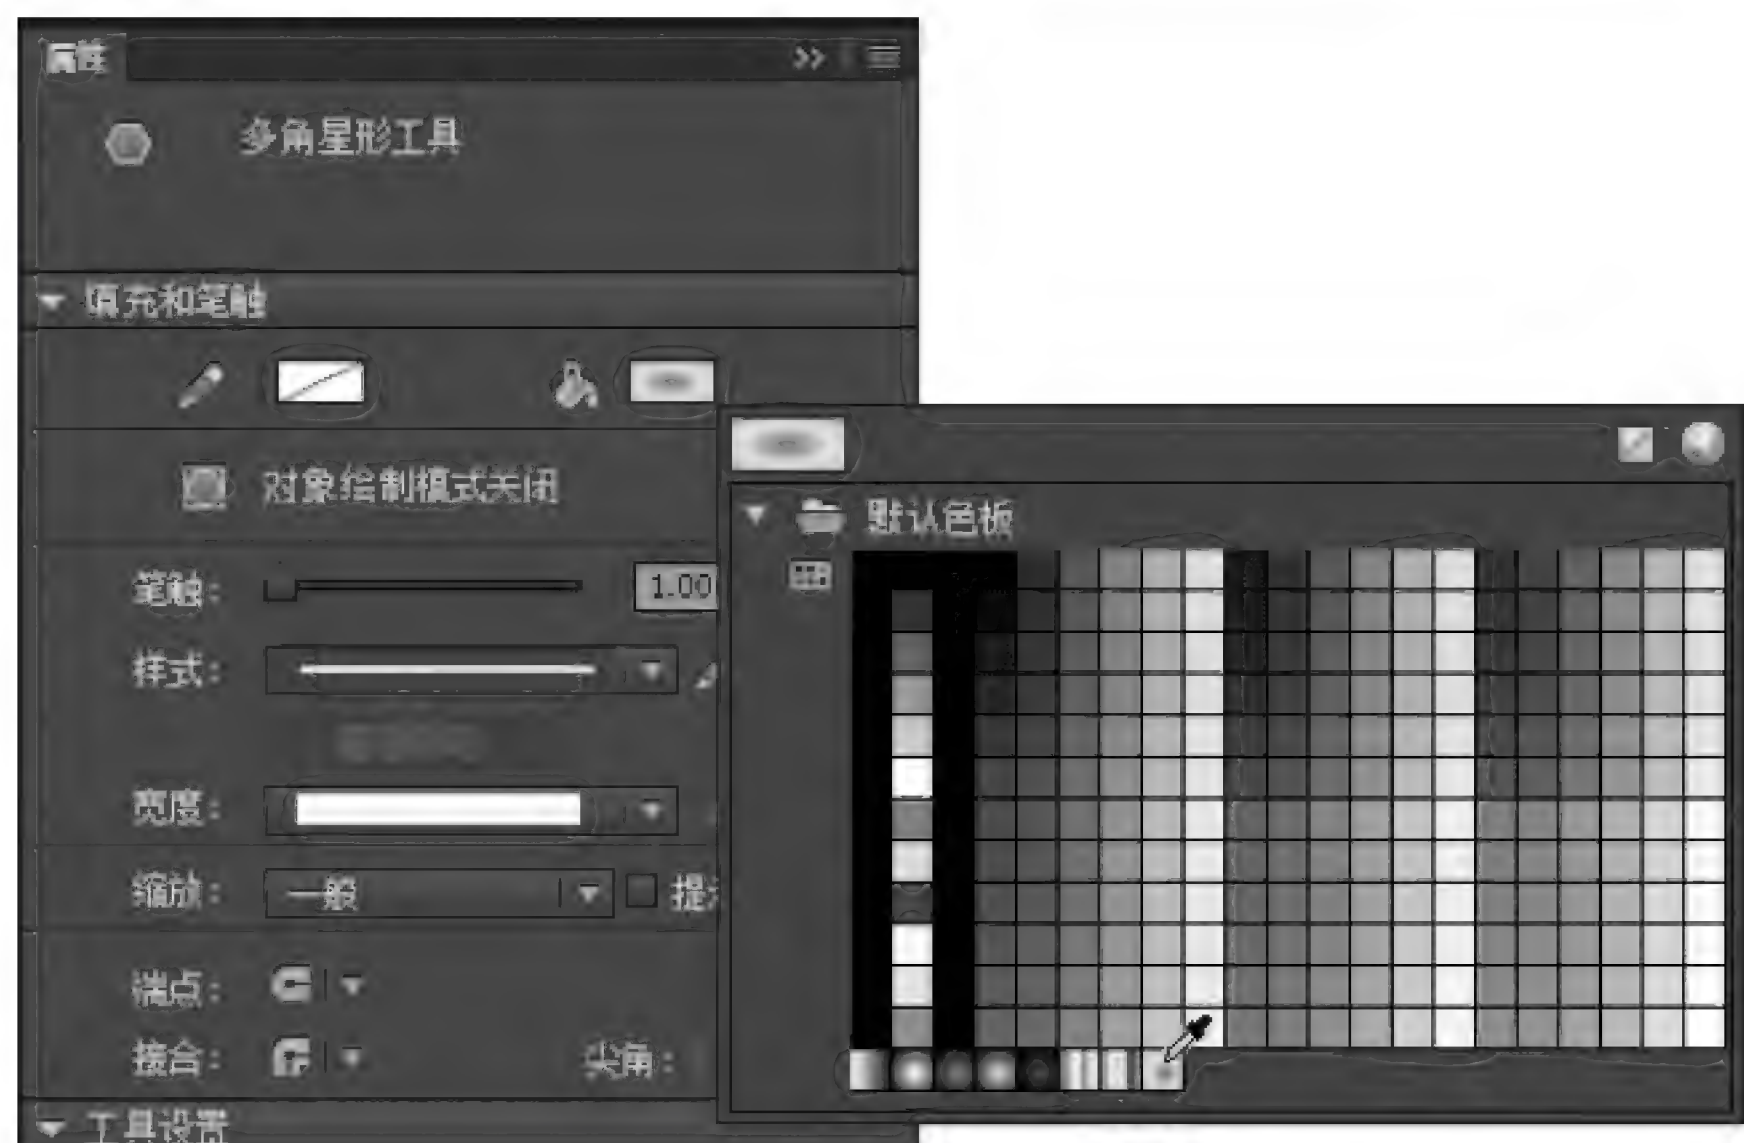 属性
多角星形工具
填充和笔触
对象绘制模式关闭
默认色板
笔触：
1.00
样式：
宽度：
缩放：
一般
提
端点：
接合：
尖角：
工具设置